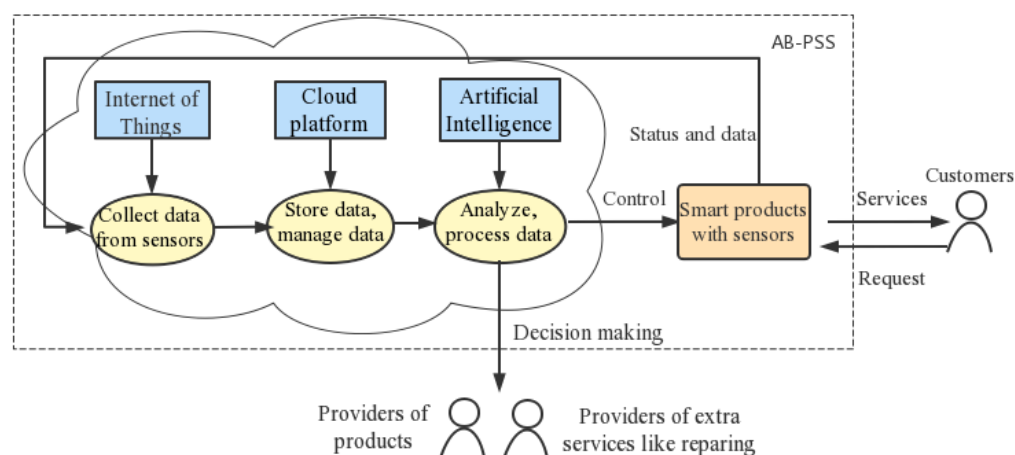 AB-PSS
Internet of
Things
Cloud
platform
Artificial
Intelligence
Status and data
Collect data
from sensors
Store data,
manage data
Analyze,
process data
Control
Smart products
with sensors
Services
Customers
Request
Decision making
Providers of
products
Providers of extra
services like reparing